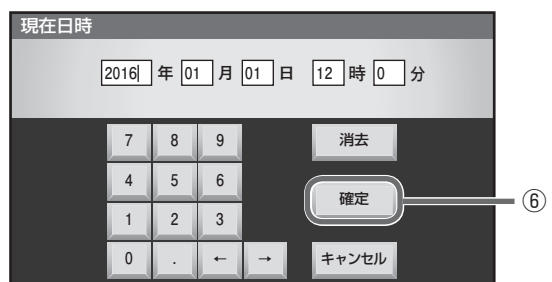 現在日時
2016 年 01 月 01 日 12 時 0 分
7 8 9 消去
4 5 6
確定 ⑥
1 2 3
0 . ← → キャンセル